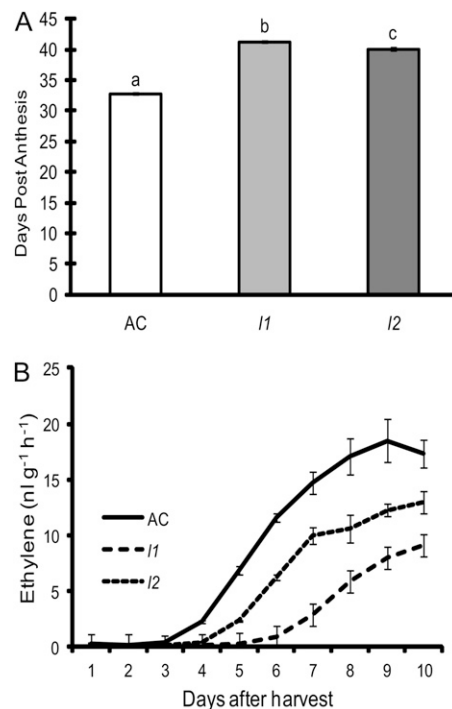 A
Days Post Anthesis
45
40
35
30
25
20
15
10
5
0
a
b
c
AC
l1
l2
B
Ethylene (nl g⁻¹ h⁻¹)
25
20
15
10
5
0
AC
l1
l2
1 2 3 4 5 6 7 8 9 10
Days after harvest